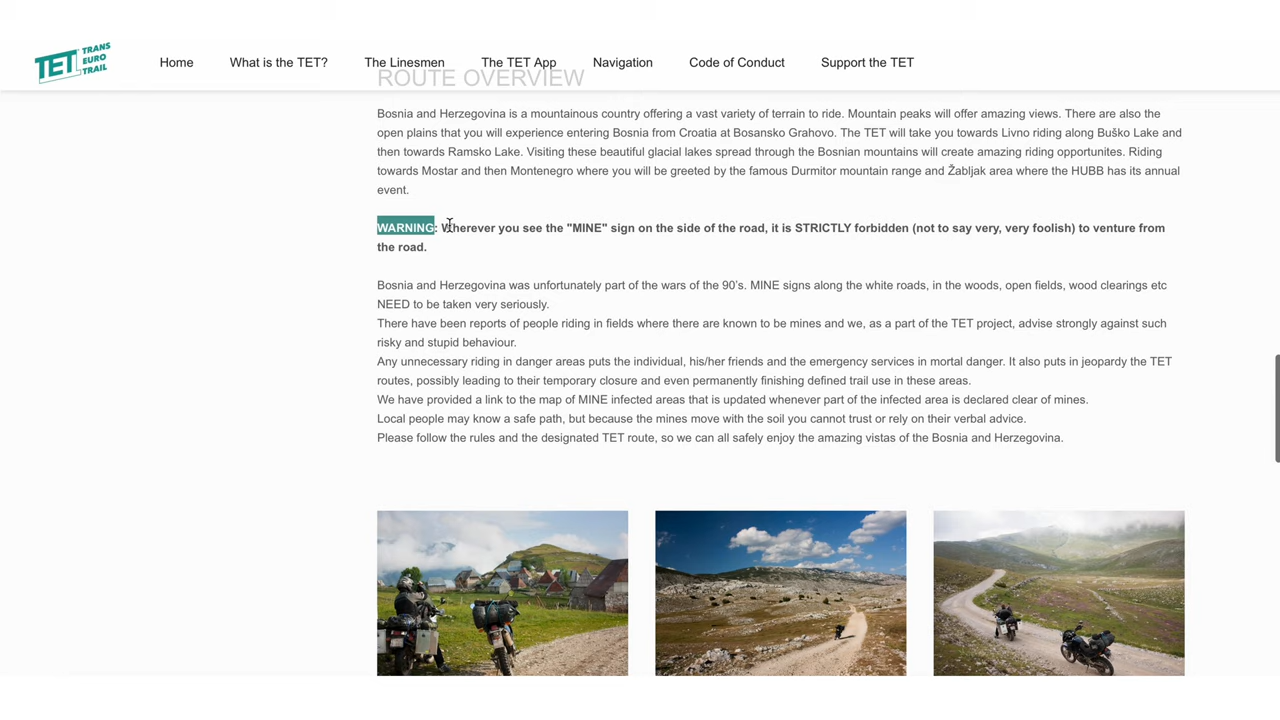 TET TRANS EURO TRAIL
Home What is the TET? The Linesmen The TET App Navigation Code of Conduct Support the TET
ROUTE OVERVIEW
Bosnia and Herzegovina is a mountainous country offering a vast variety of terrain to ride. Mountain peaks will offer amazing views. There are also the
open plains that you will experience entering Bosnia from Croatia at Bosansko Grahovo. The TET will take you towards Livno riding along Buško Lake and
then towards Ramsko Lake. Visiting these beautiful glacial lakes spread through the Bosnian mountains will create amazing riding opportunites. Riding
towards Mostar and then Montenegro where you will be greeted by the famous Durmitor mountain range and Žabljak area where the HUBB has its annual
event.
WARNING: Wherever you see the "MINE" sign on the side of the road, it is STRICTLY forbidden (not to say very, very foolish) to venture from
the road.
Bosnia and Herzegovina was unfortunately part of the wars of the 90's. MINE signs along the white roads, in the woods, open fields, wood clearings etc
NEED to be taken very seriously.
There have been reports of people riding in fields where there are known to be mines and we, as a part of the TET project, advise strongly against such
risky and stupid behaviour.
Any unnecessary riding in danger areas puts the individual, his/her friends and the emergency services in mortal danger. It also puts in jeopardy the TET
routes, possibly leading to their temporary closure and even permanently finishing defined trail use in these areas.
We have provided a link to the map of MINE infected areas that is updated whenever part of the infected area is declared clear of mines.
Local people may know a safe path, but because the mines move with the soil you cannot trust or rely on their verbal advice.
Please follow the rules and the designated TET route, so we can all safely enjoy the amazing vistas of the Bosnia and Herzegovina.